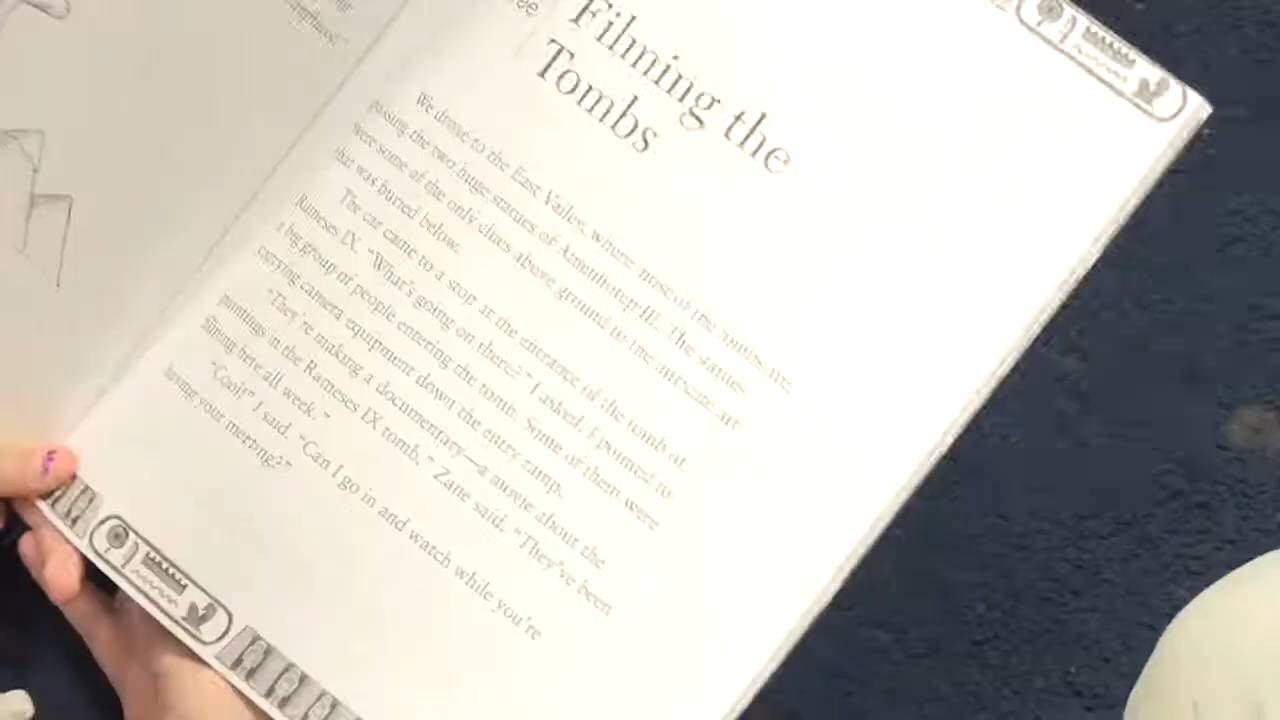 Filming the
Tombs
We drove to the East Valley, where most of the tombs are,
passing the two huge statues of Amenhotep III. The statues
were some of the only clues above ground to the intricate art
that was buried below.
The car came to a stop at the entrance of the tomb of
Rameses IX. "What's going on there?" I asked. I pointed to
a big group of people entering the tomb. Some of them were
carrying camera equipment down the entry ramp.
"They're making a documentary—a movie about the
paintings in the Rameses IX tomb," Zane said. "They've been
filming here all week."
"Cool!" I said. "Can I go in and watch while you're
having your meeting?"